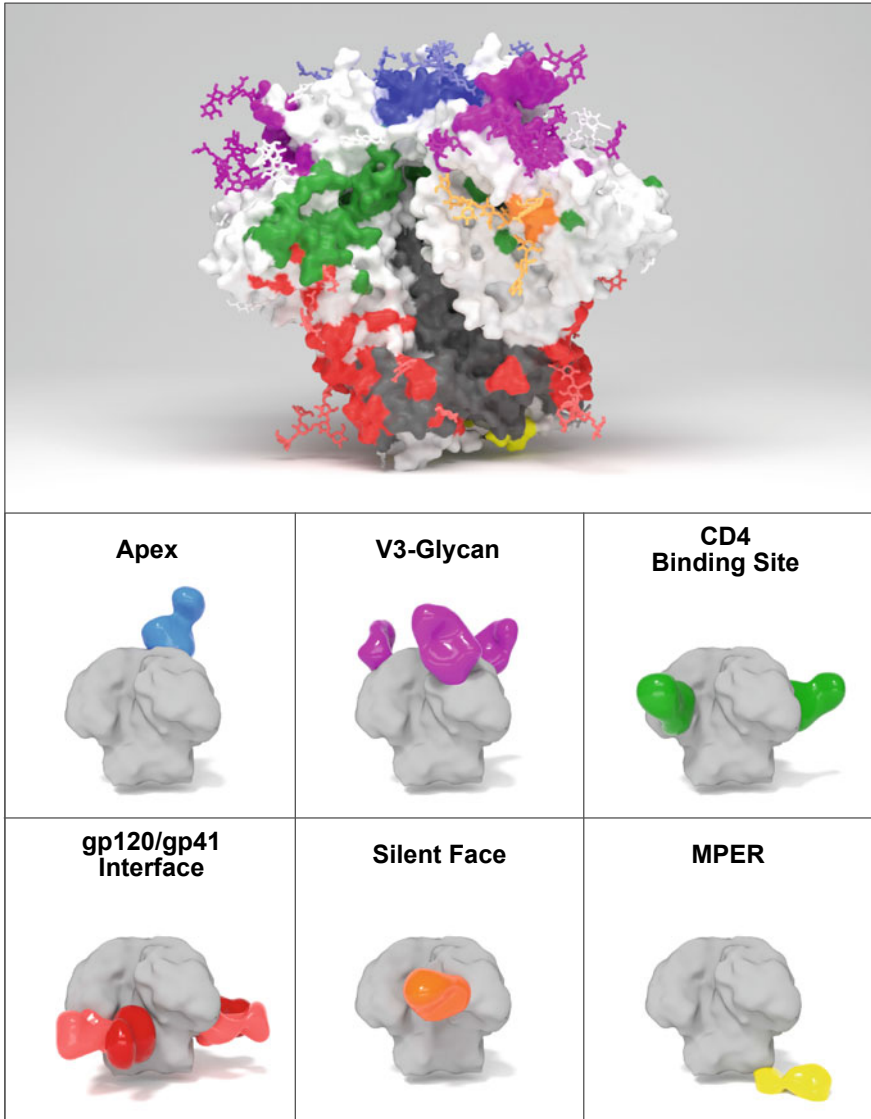 Apex
V3-Glycan
CD4
Binding Site
gp120/gp41
Interface
Silent Face
MPER